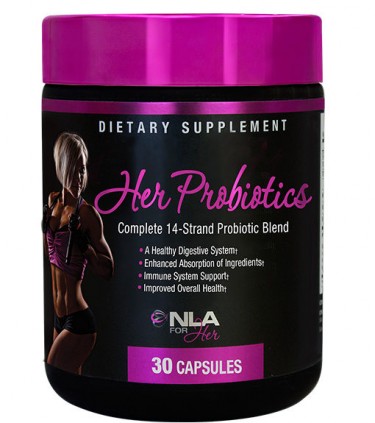 DIETARY SUPPLEMENT
Her Probiotics
Complete 14-Strand Probiotic Blend
• A Healthy Digestive System†
• Enhanced Absorption of Ingredients†
• Immune System Support†
• Improved Overall Health†
NLA
FOR Her
30 CAPSULES